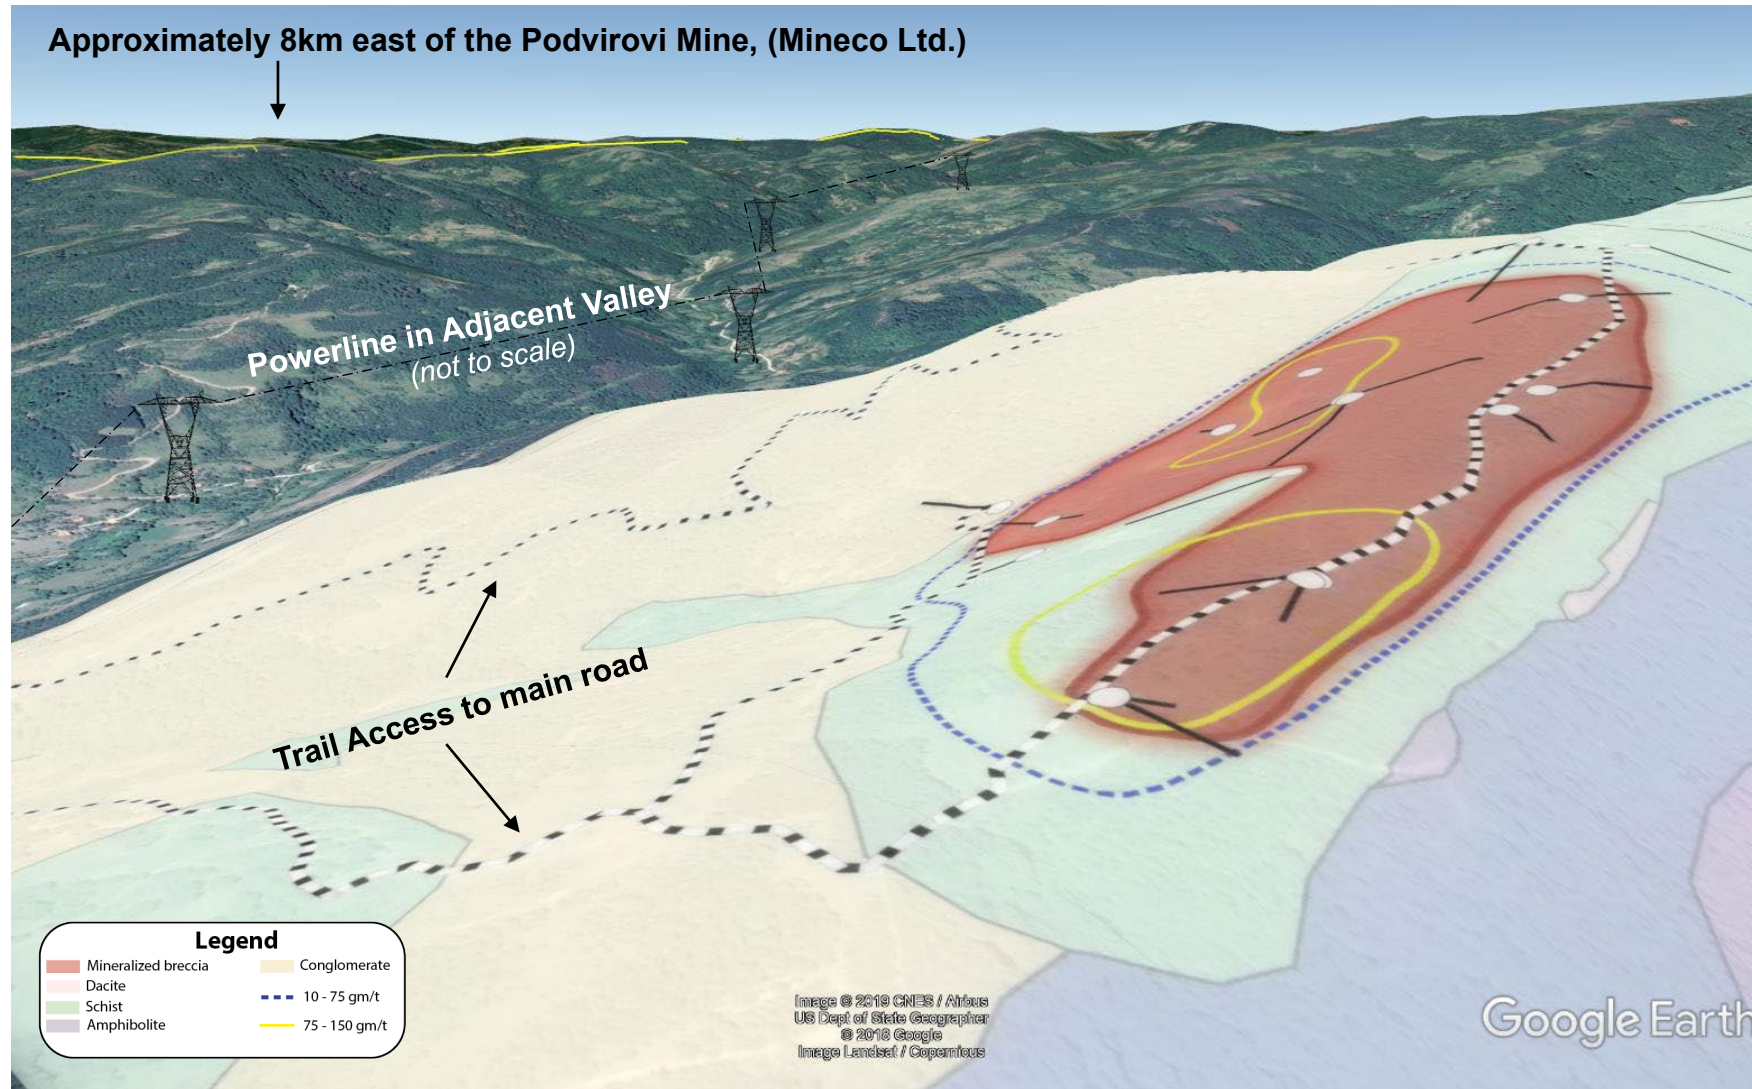 Approximately 8km east of the Podvirovi Mine, (Mineco Ltd.)
Powerline in Adjacent Valley
(not to scale)
Trail Access to main road
Legend
Mineralized breccia
Dacite
Schist
Amphibolite
Conglomerate
10 - 75 gm/t
75 - 150 gm/t
Image © 2019 CNES / Airbus
US Dept of State Geographer
© 2018 Google
Image Landsat / Copernicus
Google Earth